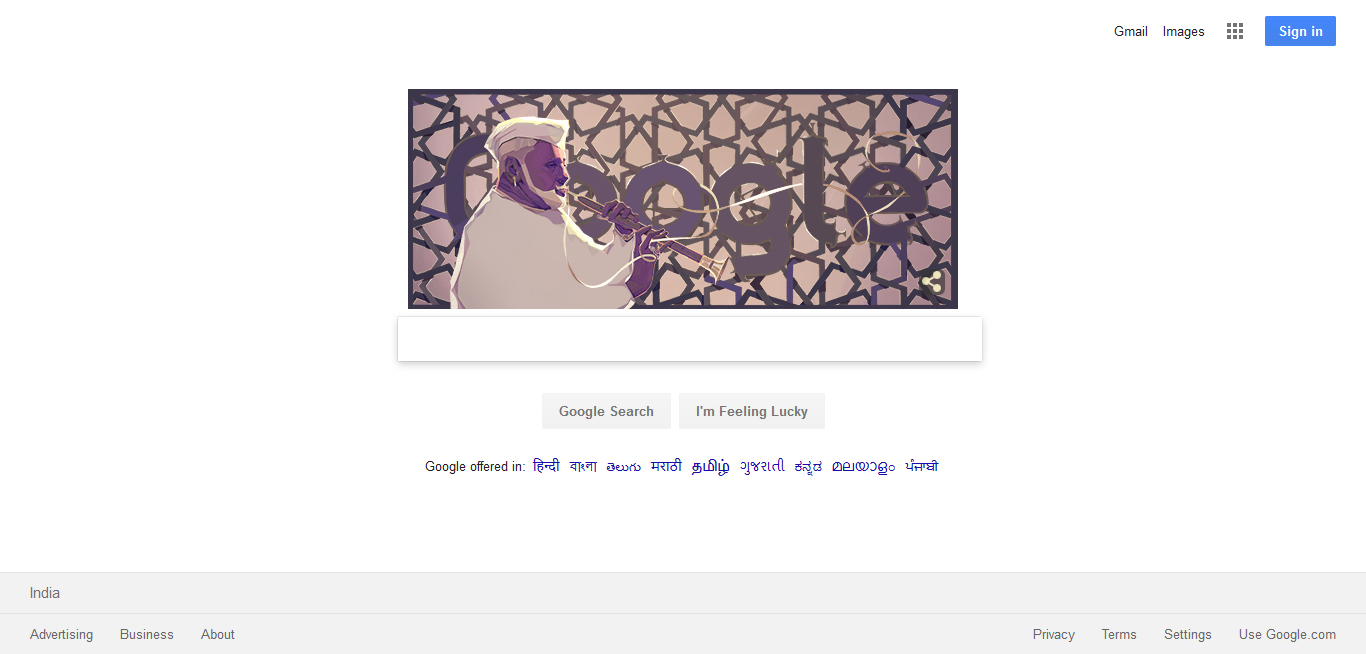 Gmail Images Sign in
Google
Google Search I'm Feeling Lucky
Google offered in: हिन्दी বাংলা తెలుగు मराठी தமிழ் ગુજરાતી ಕನ್ನಡ മലയാളം ਪੰਜਾਬੀ
India
Advertising Business About Privacy Terms Settings Use Google.com